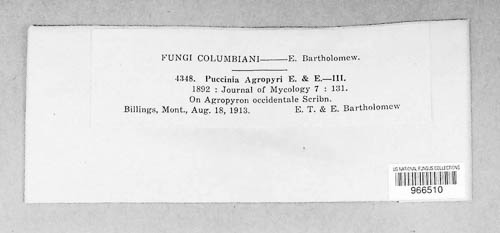 FUNGI COLUMBIANI——E. Bartholomew.
4348. Puccinia Agropyri E. & E.—III.
1892 : Journal of Mycology 7 : 131.
On Agropyron occidentale Scribn.
Billings, Mont., Aug. 18, 1913. E. T. & E. Bartholomew
US NATIONAL FUNGUS COLLECTIONS
966510